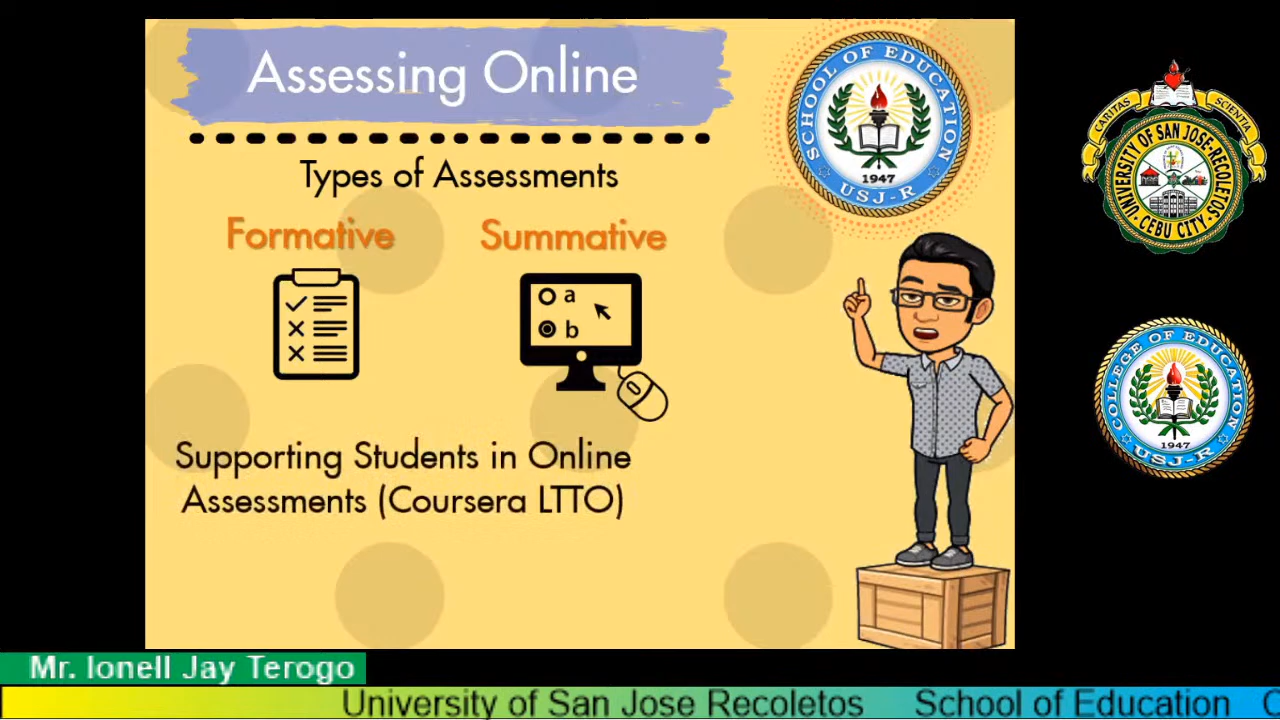 Assessing Online
Types of Assessments
Formative
Summative
a
b
Supporting Students in Online
Assessments (Coursera LTTO)
SCHOOL OF EDUCATION
1947
USJ-R
CARITAS
SCIENTIA
UNIVERSITY OF SAN JOSE-RECOLETOS
CEBU CITY
COLLEGE OF EDUCATION
1947
USJ-R
Mr. Ionell Jay Terogo
University of San Jose Recoletos School of Education C